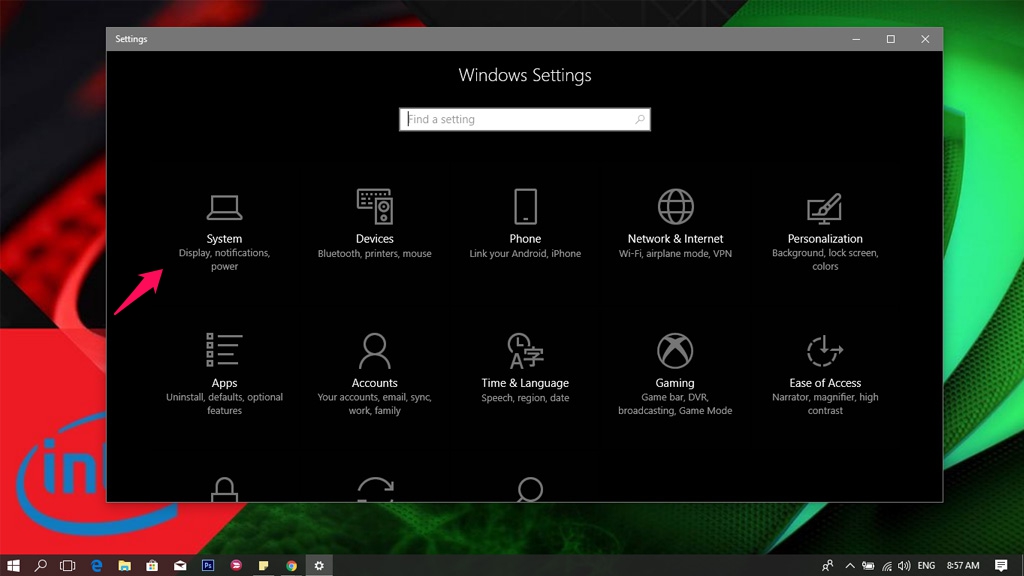 Settings
Windows Settings
Find a setting
System
Display, notifications,
power
Devices
Bluetooth, printers, mouse
Phone
Link your Android, iPhone
Network & Internet
Wi-Fi, airplane mode, VPN
Personalization
Background, lock screen,
colors
Apps
Uninstall, defaults, optional
features
Accounts
Your accounts, email, sync,
work, family
Time & Language
Speech, region, date
Gaming
Game bar, DVR,
broadcasting, Game Mode
Ease of Access
Narrator, magnifier, high
contrast
Ps
ENG
8:57 AM